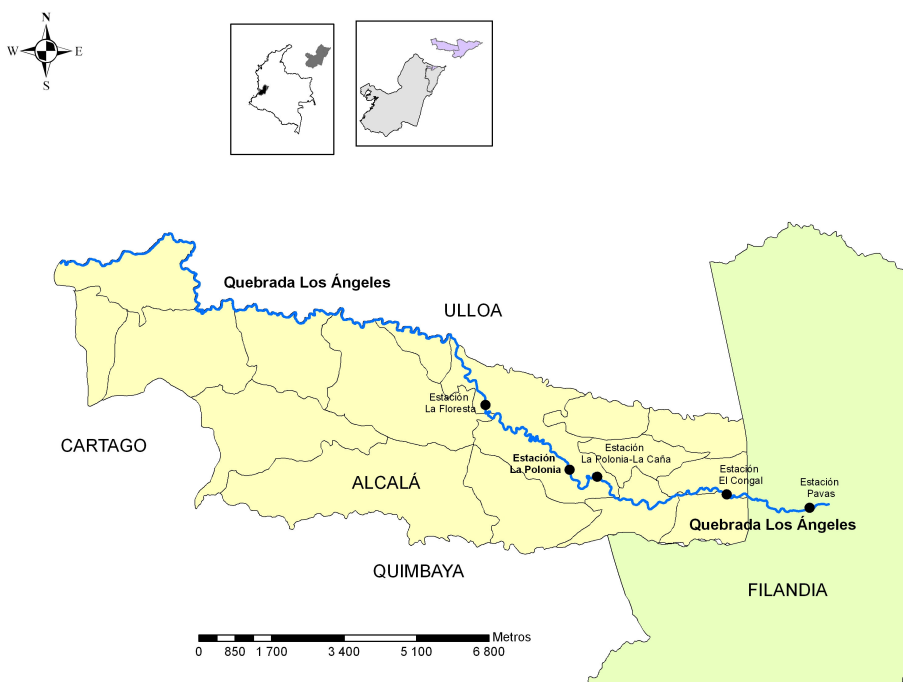 N
W E
S
Quebrada Los Ángeles
ULLOA
Estación
La Floresta
CARTAGO
Estación
La Polonia
Estación
La Polonia-La Caña
Estación
El Congal
Estación
Pavas
ALCALÁ
Quebrada Los Ángeles
QUIMBAYA
FILANDIA
Metros
0 850 1 700 3 400 5 100 6 800